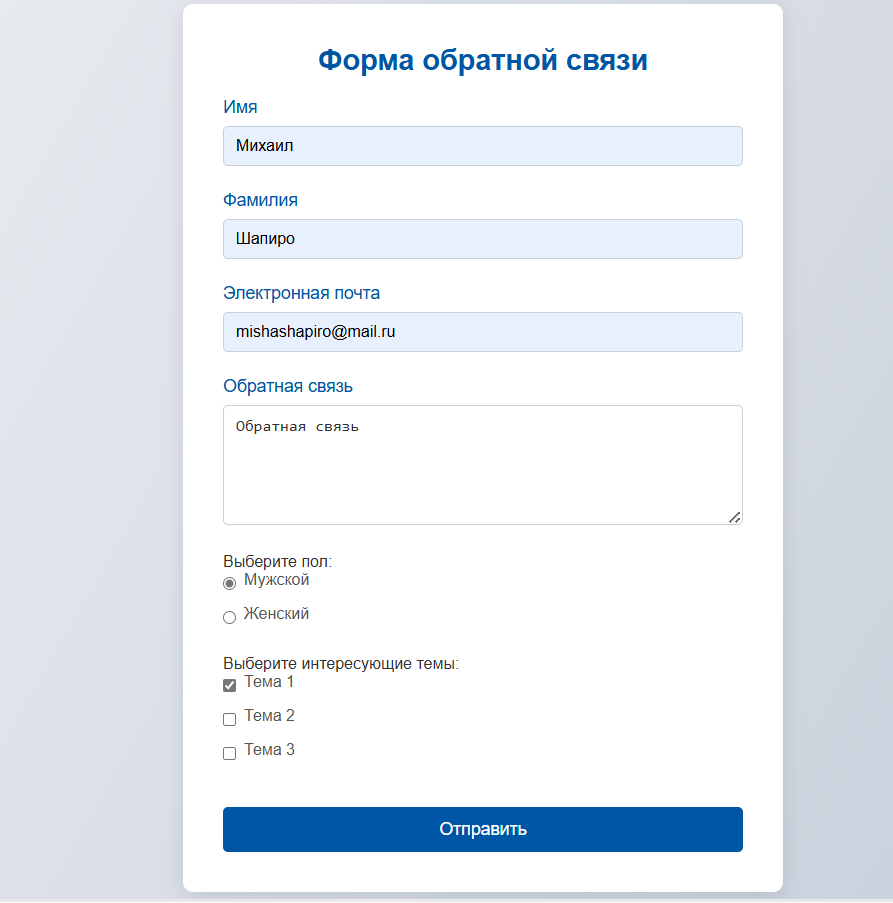 Форма обратной связи
Имя
Михаил
Фамилия
Шапиро
Электронная почта
mishashapiro@mail.ru
Обратная связь
Обратная связь
Выберите пол:
Мужской
Женский
Выберите интересующие темы:
Тема 1
Тема 2
Тема 3
Отправить